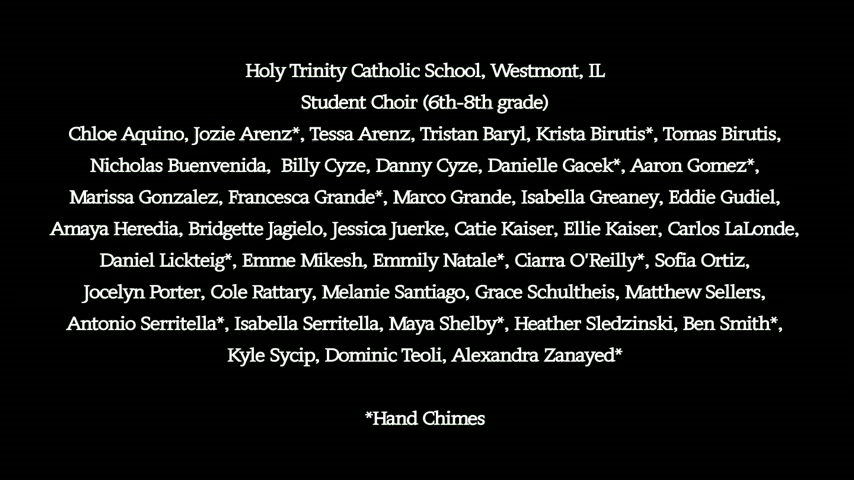 Holy Trinity Catholic School, Westmont, IL
Student Choir (6th-8th grade)
Chloe Aquino, Jozie Arenz*, Tessa Arenz, Tristan Baryl, Krista Birutis*, Tomas Birutis,
Nicholas Buenvenida,  Billy Cyze, Danny Cyze, Danielle Gacek*, Aaron Gomez*,
Marissa Gonzalez, Francesca Grande*, Marco Grande, Isabella Greaney, Eddie Gudiel,
Amaya Heredia, Bridgette Jagielo, Jessica Juerke, Catie Kaiser, Ellie Kaiser, Carlos LaLonde,
Daniel Lickteig*, Emme Mikesh, Emmily Natale*, Ciarra O'Reilly*, Sofia Ortiz,
Jocelyn Porter, Cole Rattary, Melanie Santiago, Grace Schultheis, Matthew Sellers,
Antonio Serritella*, Isabella Serritella, Maya Shelby*, Heather Sledzinski, Ben Smith*,
Kyle Sycip, Dominic Teoli, Alexandra Zanayed*
*Hand Chimes